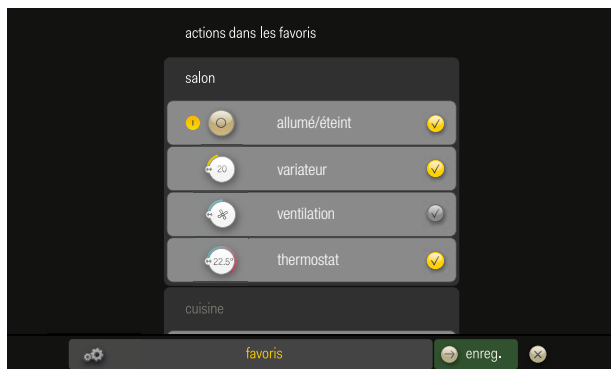 actions dans les favoris
salon
allumé/éteint
20 variateur
ventilation
22.5° thermostat
cuisine
favoris enreg.